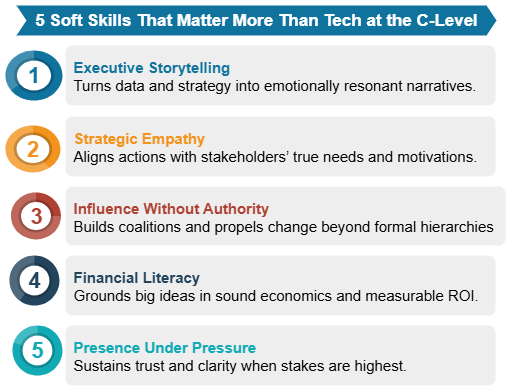 5 Soft Skills That Matter More Than Tech at the C-Level
1
Executive Storytelling
Turns data and strategy into emotionally resonant narratives.
2
Strategic Empathy
Aligns actions with stakeholders' true needs and motivations.
3
Influence Without Authority
Builds coalitions and propels change beyond formal hierarchies
4
Financial Literacy
Grounds big ideas in sound economics and measurable ROI.
5
Presence Under Pressure
Sustains trust and clarity when stakes are highest.